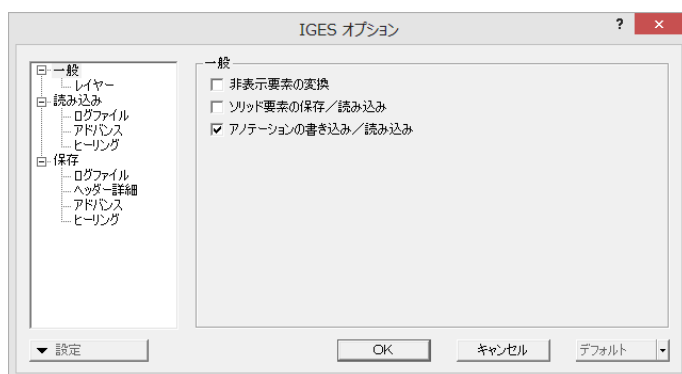 IGES オプション
一般
レイヤー
読み込み
ログファイル
アドバンス
ヒーリング
保存
ログファイル
ヘッダー詳細
アドバンス
ヒーリング
一般
非表示要素の変換
ソリッド要素の保存／読み込み
アノテーションの書き込み／読み込み
設定
OK
キャンセル
デフォルト